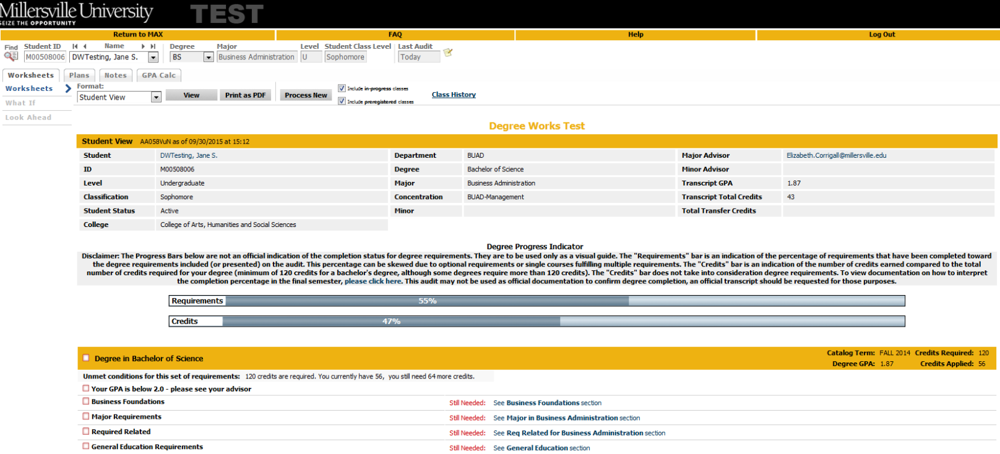 Millersville University TEST
SEIZE THE OPPORTUNITY
Return to MAX FAQ Help Log Out
Find Student ID Name Degree Major Level Student Class Level Last Audit
M00508006 DWTesting, Jane S. BS Business Administration U Sophomore Today
Worksheets Plans Notes GPA Calc
Worksheets
What If
Look Ahead
Format:
Student View View Print as PDF Process New
Include in-progress classes
Include preregistered classes
Class History
Degree Works Test
Student View AA058VuN as of 09/30/2015 at 15:12
Student DWTesting, Jane S. Department BUAD Major Advisor Elizabeth.Corrigall@millersville.edu
ID M00508006 Degree Bachelor of Science Minor Advisor
Level Undergraduate Major Business Administration Transcript GPA 1.87
Classification Sophomore Concentration BUAD-Management Transcript Total Credits 43
Student Status Active Minor Total Transfer Credits
College College of Arts, Humanities and Social Sciences
Degree Progress Indicator
Disclaimer: The Progress Bars below are not an official indication of the completion status for degree requirements. They are to be used only as a visual guide. The "Requirements" bar is an indication of the percentage of requirements that have been completed toward
the degree requirements included (or presented) on the audit. This percentage can be skewed due to optional requirements or single courses fulfilling multiple requirements. The "Credits" bar is an indication of the number of credits earned compared to the total
number of credits required for your degree (minimum of 120 credits for a bachelor's degree, although some degrees require more than 120 credits). The "Credits" bar does not take into consideration degree requirements. To view documentation on how to interpret
the completion percentage in the final semester, please click here. This audit may not be used as official documentation to confirm degree completion, an official transcript should be requested for those purposes.
Requirements 55%
Credits 47%
Degree in Bachelor of Science
Catalog Term: FALL 2014 Credits Required: 120
Degree GPA: 1.87 Credits Applied: 56
Unmet conditions for this set of requirements: 120 credits are required. You currently have 56, you still need 64 more credits.
Your GPA is below 2.0 - please see your advisor
Business Foundations Still Needed: See Business Foundations section
Major Requirements Still Needed: See Major in Business Administration section
Required Related Still Needed: See Req Related for Business Administration section
General Education Requirements Still Needed: See General Education section